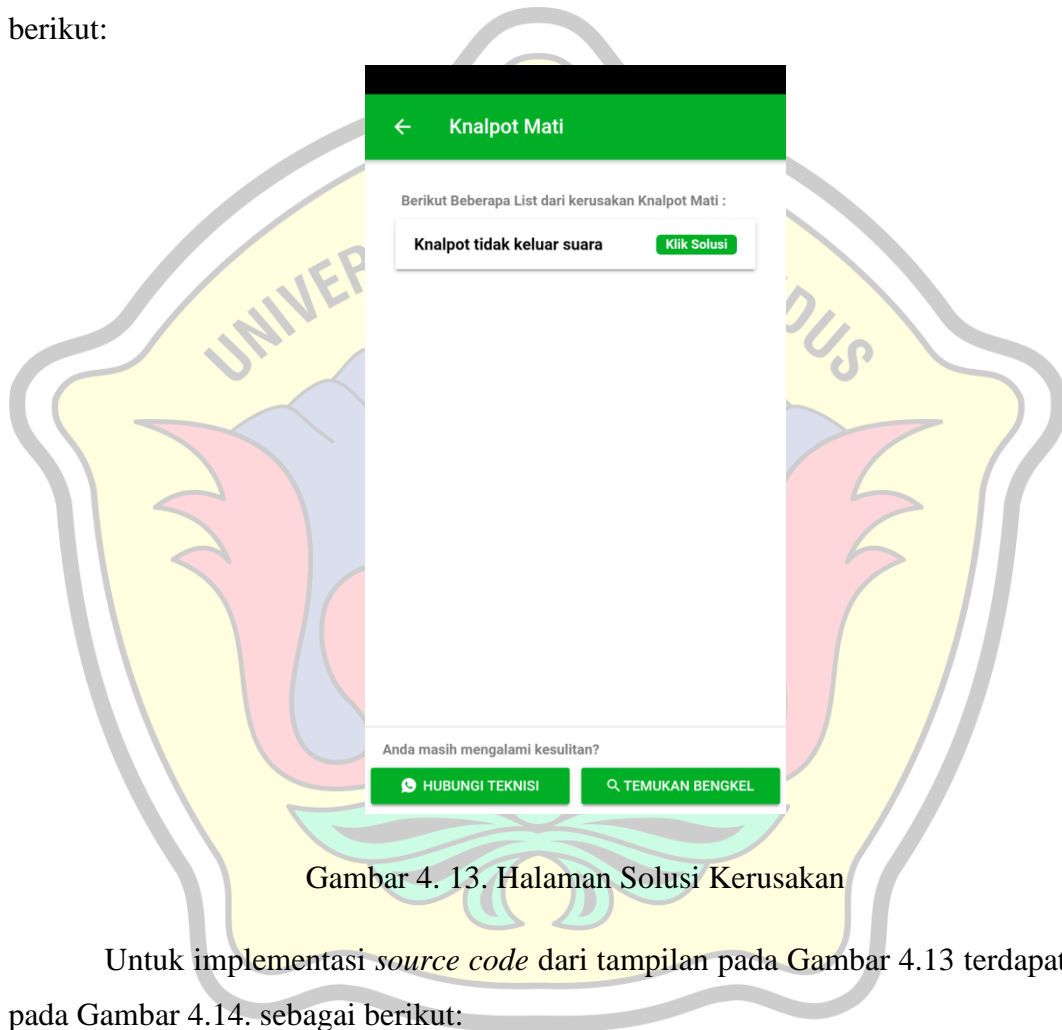 berikut:
Knalpot Mati
Berikut Beberapa List dari kerusakan Knalpot Mati :
Knalpot tidak keluar suara
Klik Solusi
UNIVER
DUS
Anda masih mengalami kesulitan?
HUBUNGI TEKNISI
TEMUKAN BENGKEL
Gambar 4. 13. Halaman Solusi Kerusakan
Untuk implementasi source code dari tampilan pada Gambar 4.13 terdapat
pada Gambar 4.14. sebagai berikut: